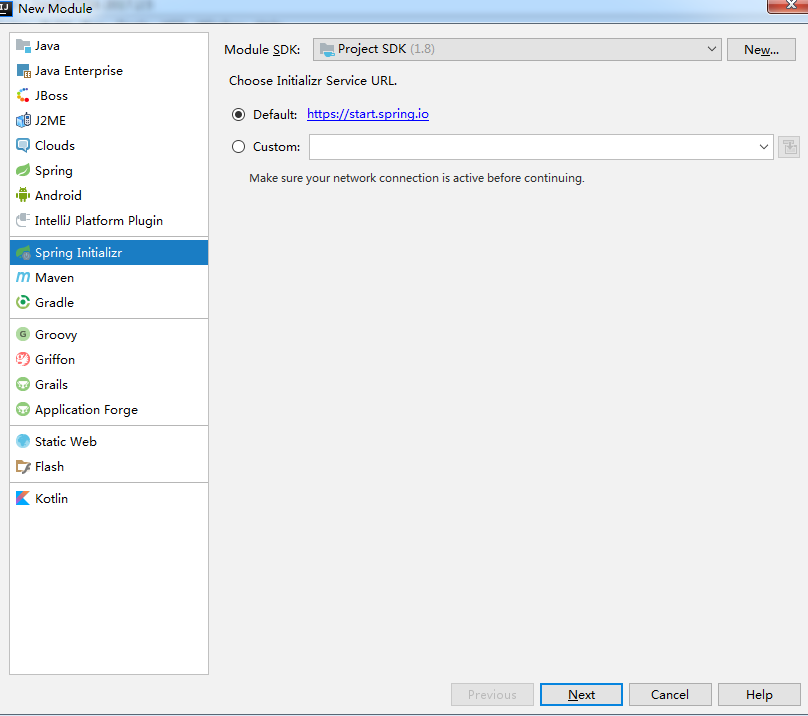 New Module
Java
Java Enterprise
JBoss
J2ME
Clouds
Spring
Android
IntelliJ Platform Plugin
Spring Initializr
Maven
Gradle
Groovy
Griffon
Grails
Application Forge
Static Web
Flash
Kotlin
Module SDK: Project SDK (1.8) New...
Choose Initializr Service URL.
Default: https://start.spring.io
Custom:
Make sure your network connection is active before continuing.
Previous Next Cancel Help